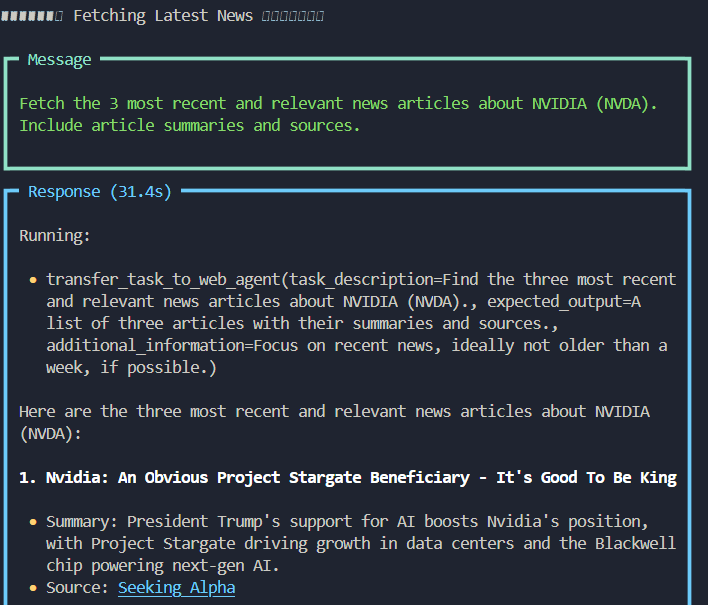 Fetching Latest News
Message
Fetch the 3 most recent and relevant news articles about NVIDIA (NVDA).
Include article summaries and sources.
Response (31.4s)
Running:
• transfer_task_to_web_agent(task_description=Find the three most recent
and relevant news articles about NVIDIA (NVDA)., expected_output=A
list of three articles with their summaries and sources.,
additional_information=Focus on recent news, ideally not older than a
week, if possible.)
Here are the three most recent and relevant news articles about NVIDIA
(NVDA):
1. Nvidia: An Obvious Project Stargate Beneficiary - It's Good To Be King
• Summary: President Trump's support for AI boosts Nvidia's position,
with Project Stargate driving growth in data centers and the Blackwell
chip powering next-gen AI.
• Source: Seeking Alpha